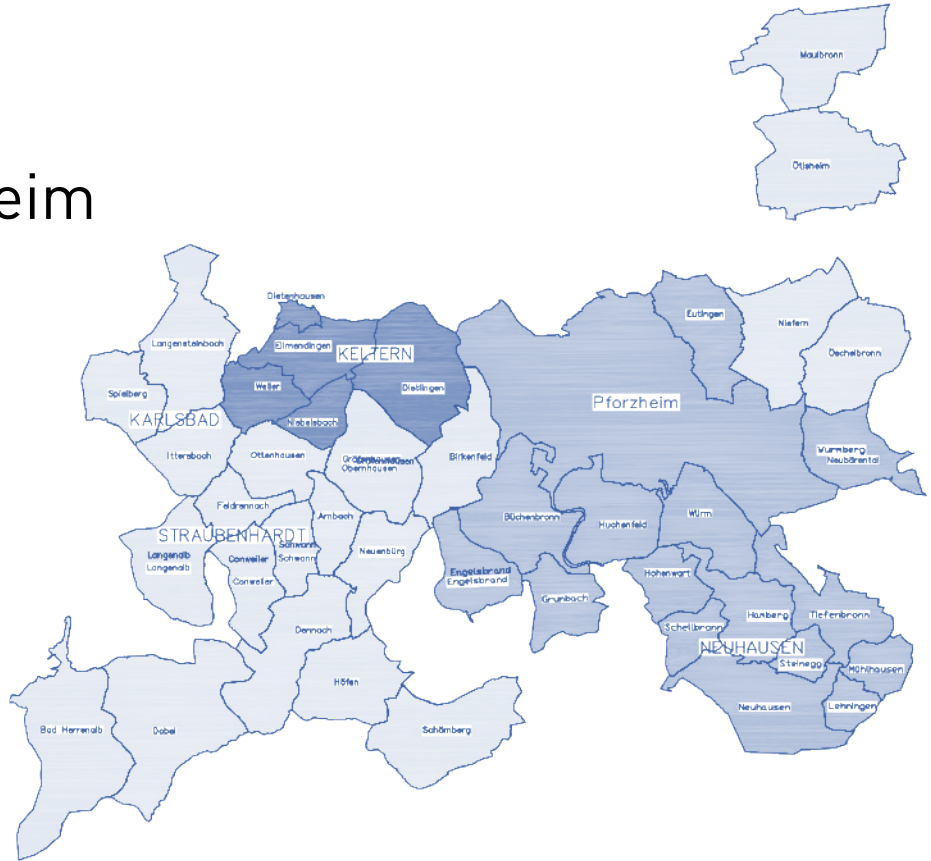 Maulbronn
Ötisheim
eim
Dietenhausen
Langensteinbach
Ellmendingen
KELTERN
Eutingen
Niefern
Öschelbronn
Spielberg
Weiler
Dietlingen
Pforzheim
KARLSBAD
Niebelsbach
Ittersbach
Ottenhausen
Obernhausen
Birkenfeld
Wurmberg
Neubärental
Feldrennach
Arnbach
Büchenbronn
Huchenfeld
Würm
STRAUBENHARDT
Schwann
Schwann
Neuenbürg
Langenalb
Langenalb
Conweiler
Conweiler
Engelsbrand
Engelsbrand
Grunbach
Hohenwart
Hamberg
Tiefenbronn
Schellbronn
NEUHAUSEN
Steinegg
Mühlhausen
Dennach
Höfen
Neuhausen
Lehningen
Bad Herrenalb
Dobel
Schömberg